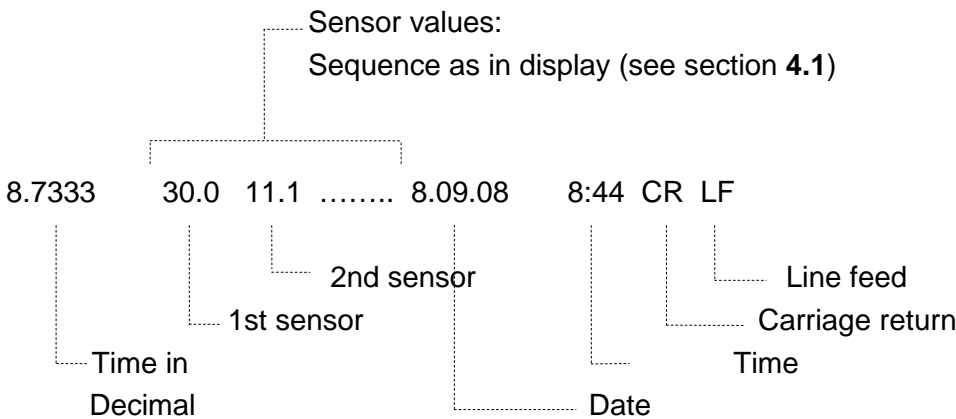 Sensor values:
Sequence as in display (see section 4.1)
8.7333 30.0 11.1 …….. 8.09.08 8:44 CR LF
2nd sensor Line feed
1st sensor Carriage return
Time in Time
Decimal Date